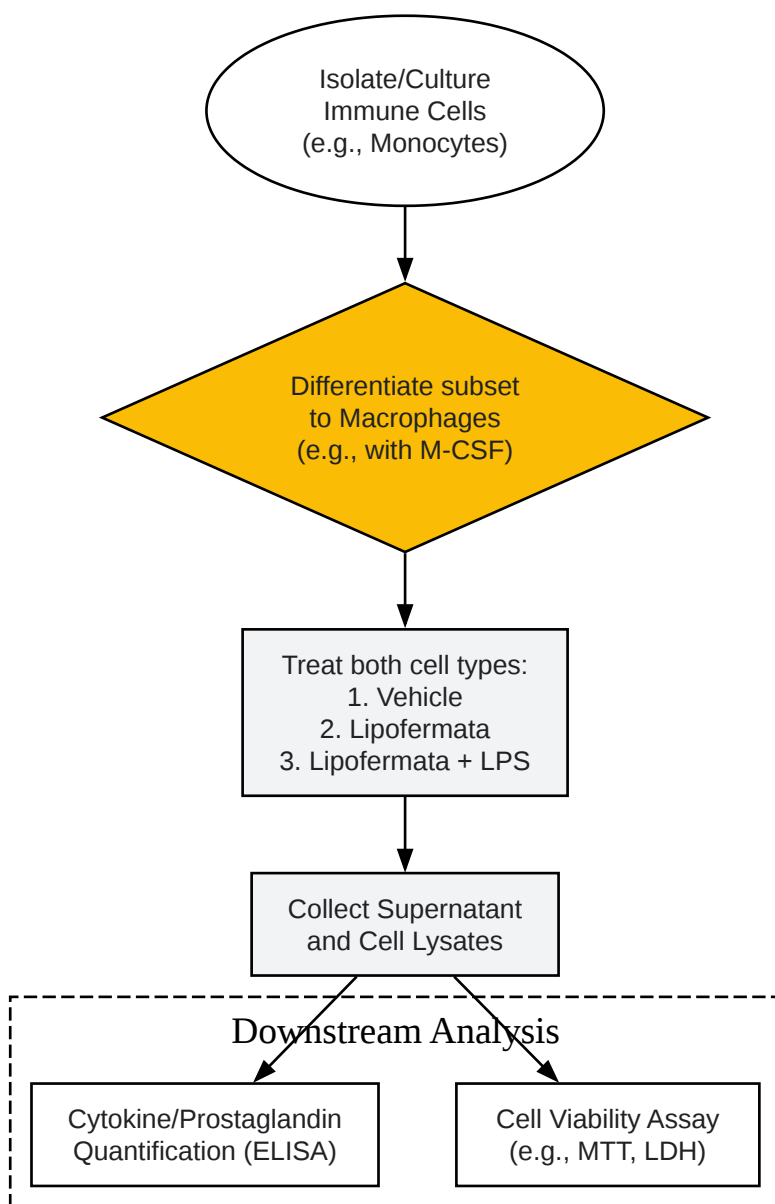 Isolate/Culture
Immune Cells
(e.g., Monocytes)
Differentiate subset
to Macrophages
(e.g., with M-CSF)
Treat both cell types:
1. Vehicle
2. Lipofermata
3. Lipofermata + LPS
Collect Supernatant
and Cell Lysates
Downstream Analysis
Cytokine/Prostaglandin
Quantification (ELISA)
Cell Viability Assay
(e.g., MTT, LDH)